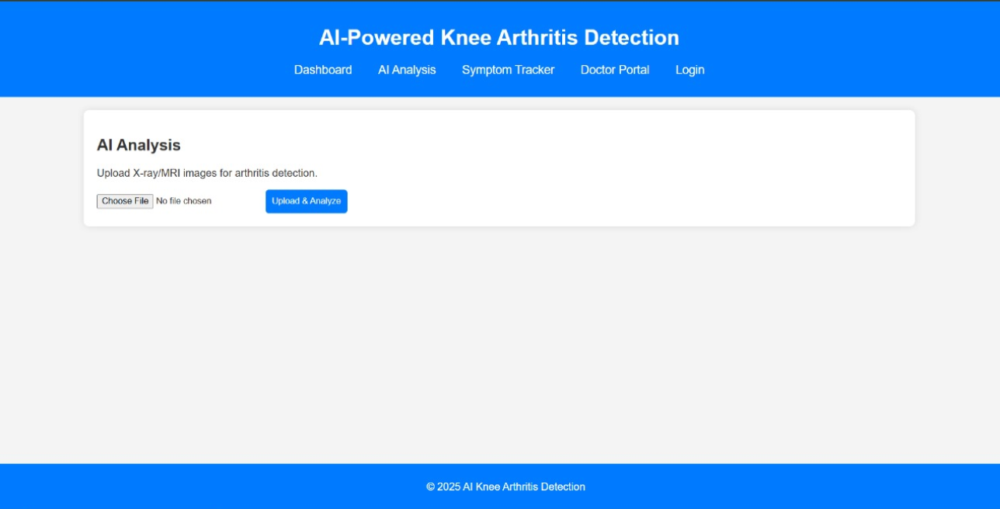 AI-Powered Knee Arthritis Detection
Dashboard AI Analysis Symptom Tracker Doctor Portal Login
AI Analysis
Upload X-ray/MRI images for arthritis detection.
Choose File No file chosen Upload & Analyze
© 2025 AI Knee Arthritis Detection